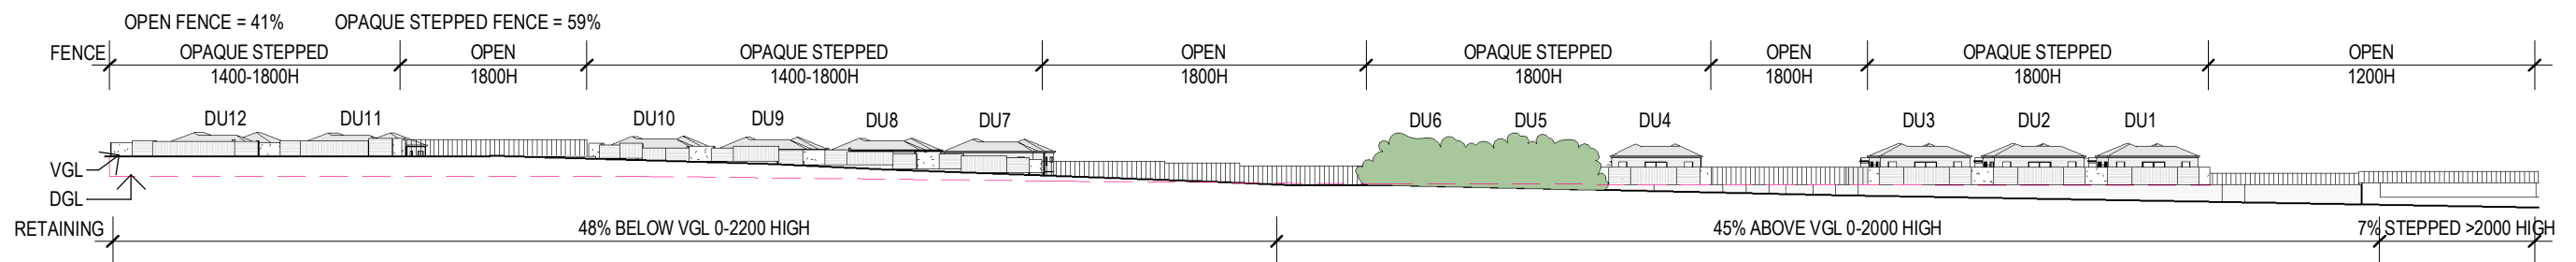 OPEN FENCE = 41% OPAQUE STEPPED FENCE = 59%
FENCE OPAQUE STEPPED OPEN OPAQUE STEPPED OPEN OPAQUE STEPPED OPEN OPAQUE STEPPED OPEN
1400-1800H 1800H 1400-1800H 1800H 1800H 1800H 1800H 1200H
DU12 DU11 DU10 DU9 DU8 DU7 DU6 DU5 DU4 DU3 DU2 DU1
VGL
DGL
RETAINING 48% BELOW VGL 0-2200 HIGH 45% ABOVE VGL 0-2000 HIGH 7% STEPPED >2000 HIGH